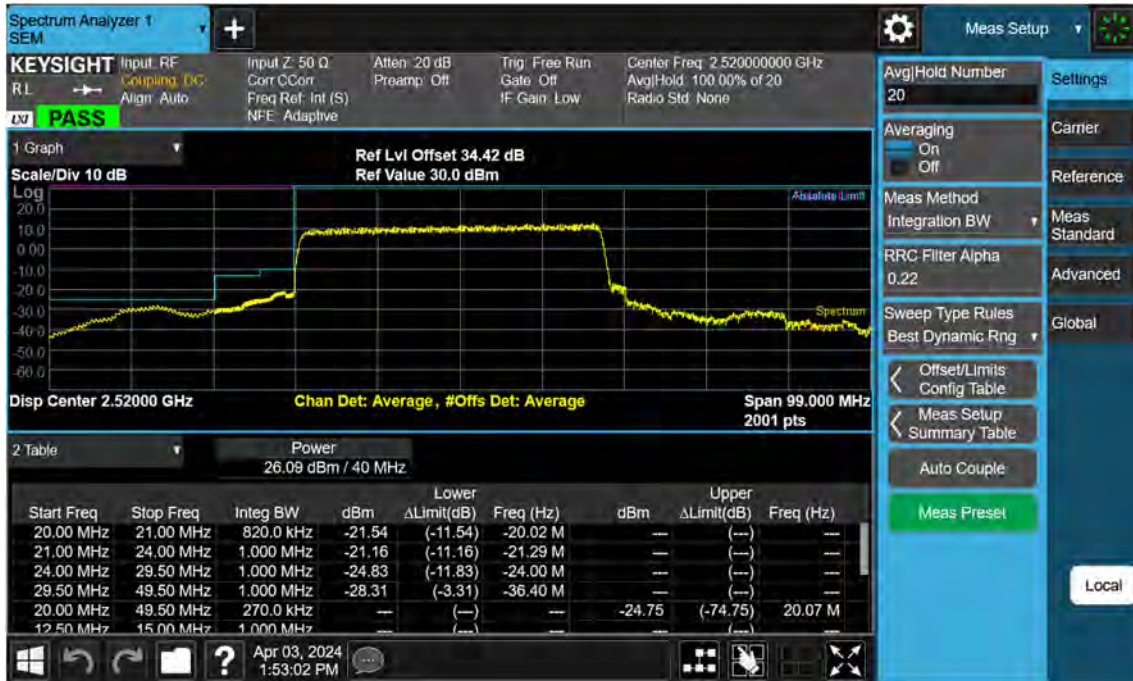 Spectrum Analyzer 1
SEM
+
Meas Setup
KEYSIGHT
RL
LXI
PASS
Input: RF
Coupling: DC
Align: Auto
Input Z: 50 Ω
Corr CCorr
Freq Ref: Int (S)
NFE: Adaptive
Atten: 20 dB
Preamp: Off
Trig: Free Run
Gate: Off
IF Gain: Low
Center Freq: 2.520000000 GHz
Avg|Hold: 100.00% of 20
Radio Std: None
1 Graph
Scale/Div 10 dB
Ref Lvl Offset 34.42 dB
Ref Value 30.0 dBm
Log
20.0
10.0
0.00
-10.0
-20.0
-30.0
-40.0
-50.0
-60.0
Absolute Limit
Spectrum
Disp Center 2.52000 GHz
Chan Det: Average, #Offs Det: Average
Span 99.000 MHz
2001 pts
2 Table
Power
26.09 dBm / 40 MHz
Lower Upper
Start Freq Stop Freq Integ BW dBm ΔLimit(dB) Freq (Hz) dBm ΔLimit(dB) Freq (Hz)
20.00 MHz 21.00 MHz 820.0 kHz -21.54 (-11.54) -20.02 M --- (---) ---
21.00 MHz 24.00 MHz 1.000 MHz -21.16 (-11.16) -21.29 M --- (---) ---
24.00 MHz 29.50 MHz 1.000 MHz -24.83 (-11.83) -24.00 M --- (---) ---
29.50 MHz 49.50 MHz 1.000 MHz -28.31 (-3.31) -36.40 M --- (---) ---
20.00 MHz 49.50 MHz 270.0 kHz --- (---) --- -24.75 (-74.75) 20.07 M
12.50 MHz 15.00 MHz 1.000 MHz --- (---) --- --- (---) ---
?
Apr 03, 2024
1:53:02 PM
Avg|Hold Number
20
Averaging
On
Off
Meas Method
Integration BW
RRC Filter Alpha
0.22
Sweep Type Rules
Best Dynamic Rng
Offset/Limits
Config Table
Meas Setup
Summary Table
Auto Couple
Meas Preset
Settings
Carrier
Reference
Meas
Standard
Advanced
Global
Local